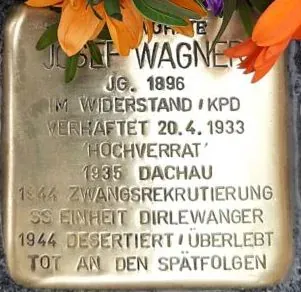 JOSEF WAGNER
JG. 1896
IM WIDERSTAND / KPD
VERHAFTET 20.4.1933
'HOCHVERRAT'
1935 DACHAU
1944 ZWANGSREKRUTIERUNG
SS EINHEIT DIRLEWANGER
1944 DESERTIERT / ÜBERLEBT
TOT AN DEN SPÄTFOLGEN